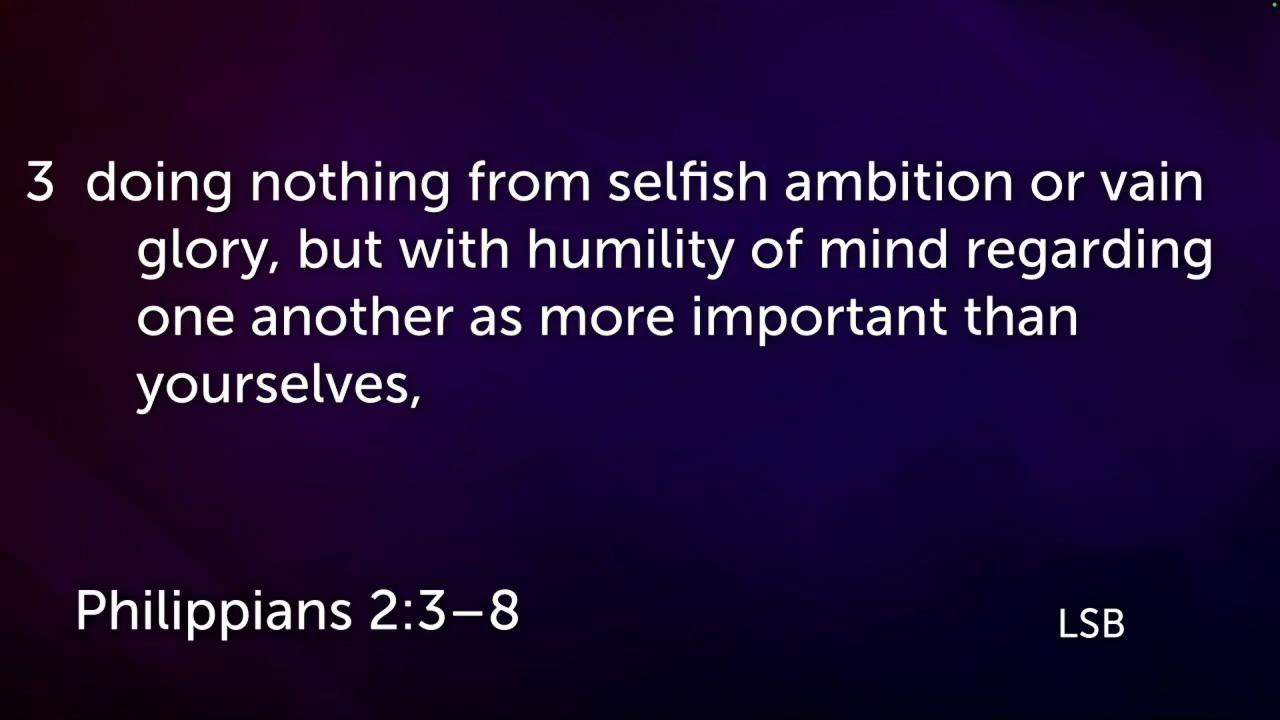 3 doing nothing from selfish ambition or vain
glory, but with humility of mind regarding
one another as more important than
yourselves,
Philippians 2:3–8
LSB